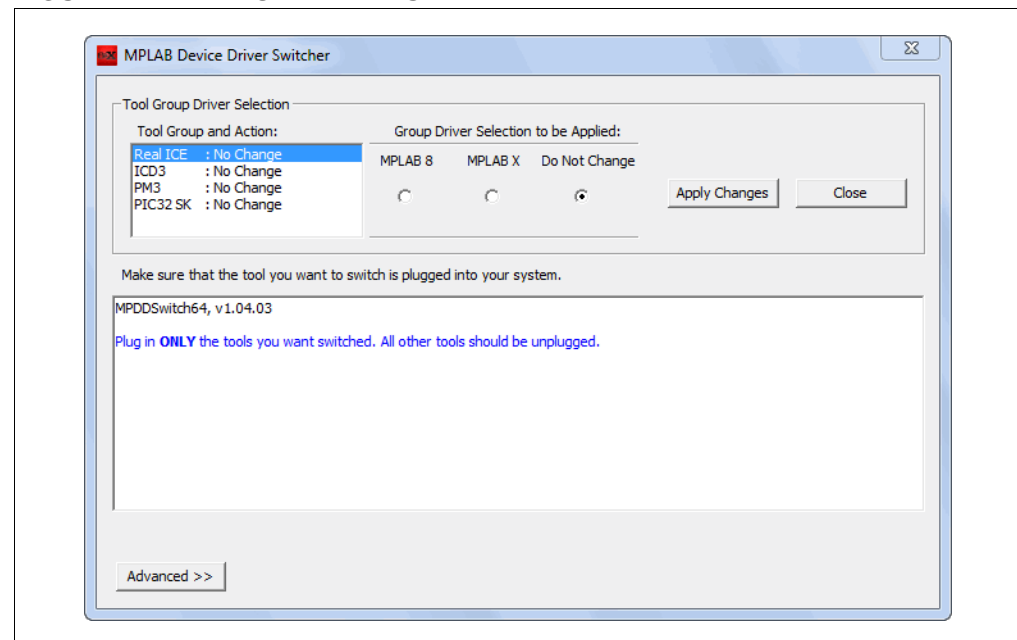 MPLAB Device Driver Switcher
Tool Group Driver Selection
Tool Group and Action:
Real ICE : No Change
ICD3 : No Change
PM3 : No Change
PIC32 SK : No Change
Group Driver Selection to be Applied:
MPLAB 8 MPLAB X Do Not Change
Apply Changes Close
Make sure that the tool you want to switch is plugged into your system.
MPDDSwitch64, v1.04.03
Plug in ONLY the tools you want switched. All other tools should be unplugged.
Advanced >>